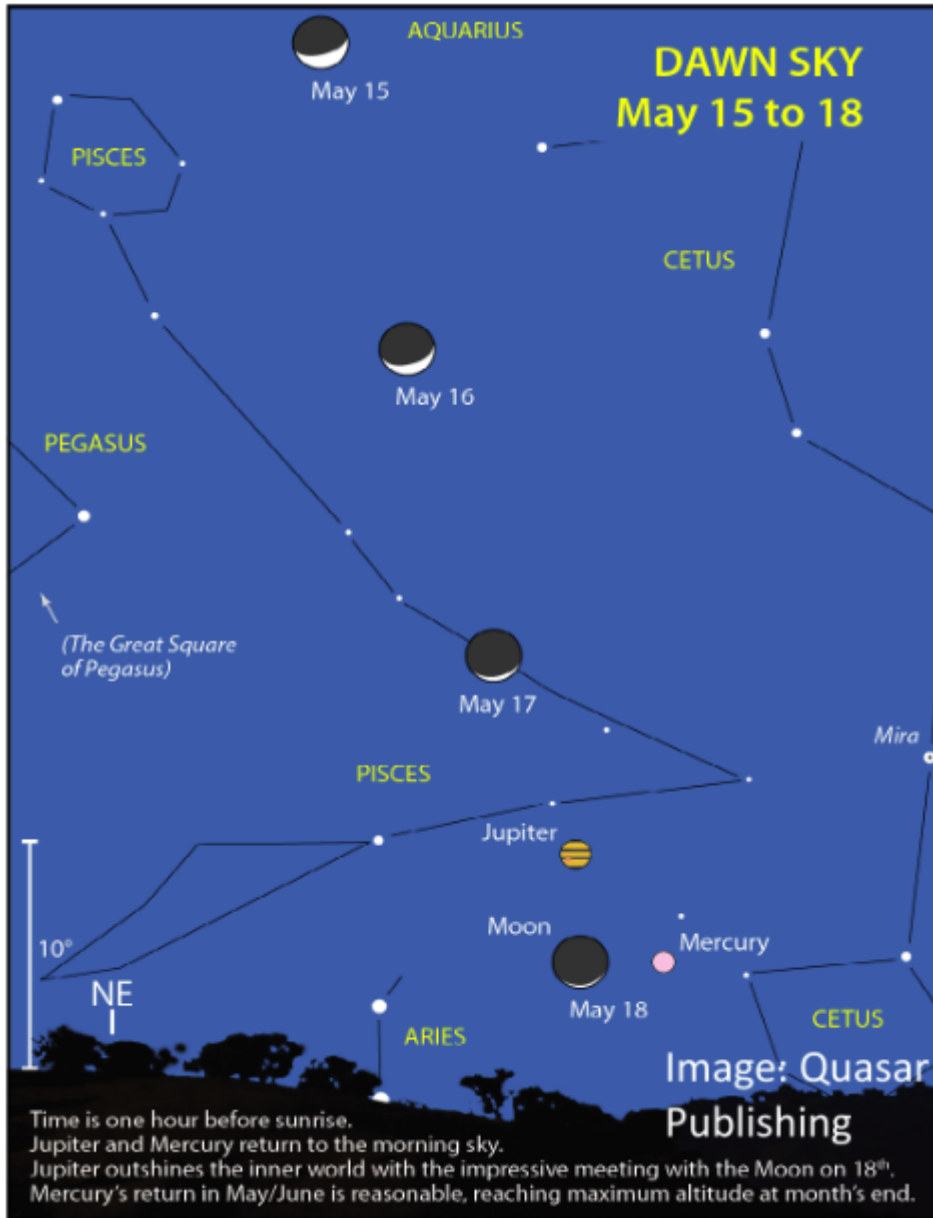 AQUARIUS
DAWN SKY
May 15 to 18
May 15
PISCES
CETUS
May 16
PEGASUS
(The Great Square
of Pegasus)
May 17
Mira
PISCES
Jupiter
Moon
Mercury
10°
NE
May 18
ARIES
CETUS
Image: Quasar
Publishing
Time is one hour before sunrise.
Jupiter and Mercury return to the morning sky.
Jupiter outshines the inner world with the impressive meeting with the Moon on 18th.
Mercury's return in May/June is reasonable, reaching maximum altitude at month's end.